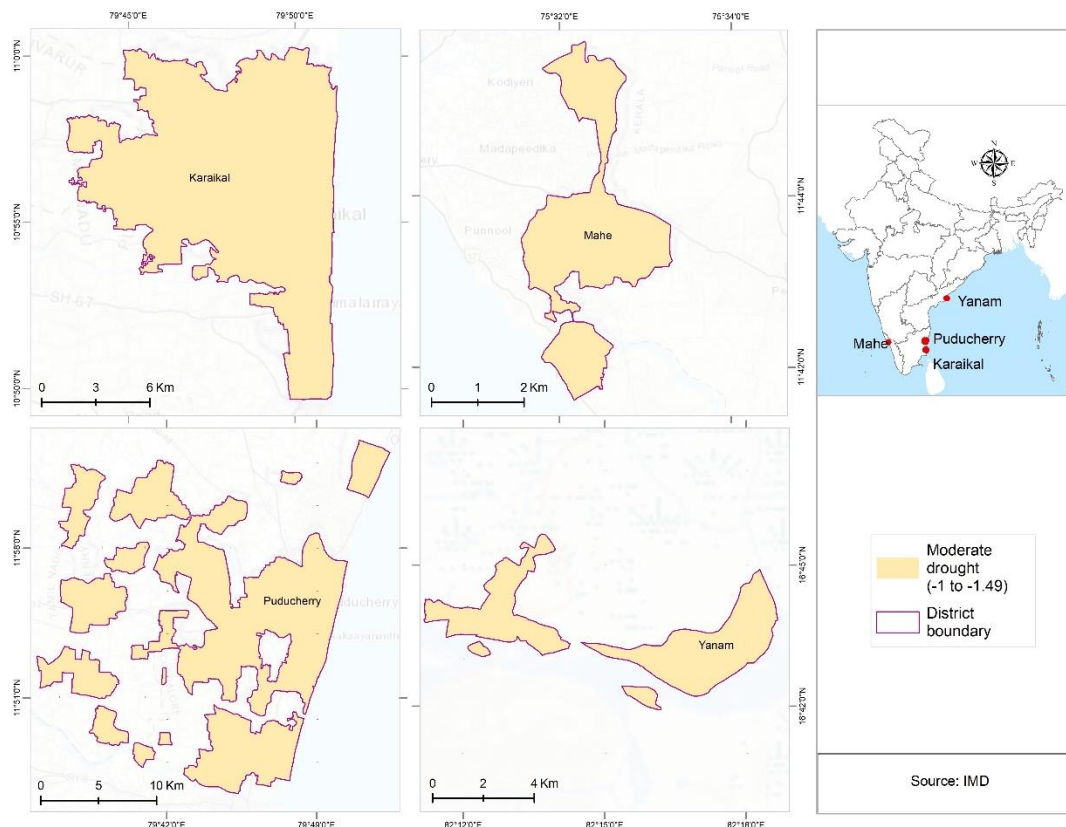 79°45'0"E
79°50'0"E
11°0'0"N
10°55'0"N
10°50'0"N
Karaikal
SH-67
0 3 6 Km
75°32'0"E
75°34'0"E
11°44'0"N
11°42'0"N
Kodiyeri
KERALA
Madapeedika
Punnool
Mahe
0 1 2 Km
N
W
E
S
Yanam
Mahe
Puducherry
Karaikal
11°51'0"N
79°42'0"E
79°49'0"E
Puducherry
0 5 10 Km
16°45'0"N
16°42'0"N
82°12'0"E
82°15'0"E
82°18'0"E
Yanam
0 2 4 Km
Moderate
drought
(-1 to -1.49)
District
boundary
Source: IMD